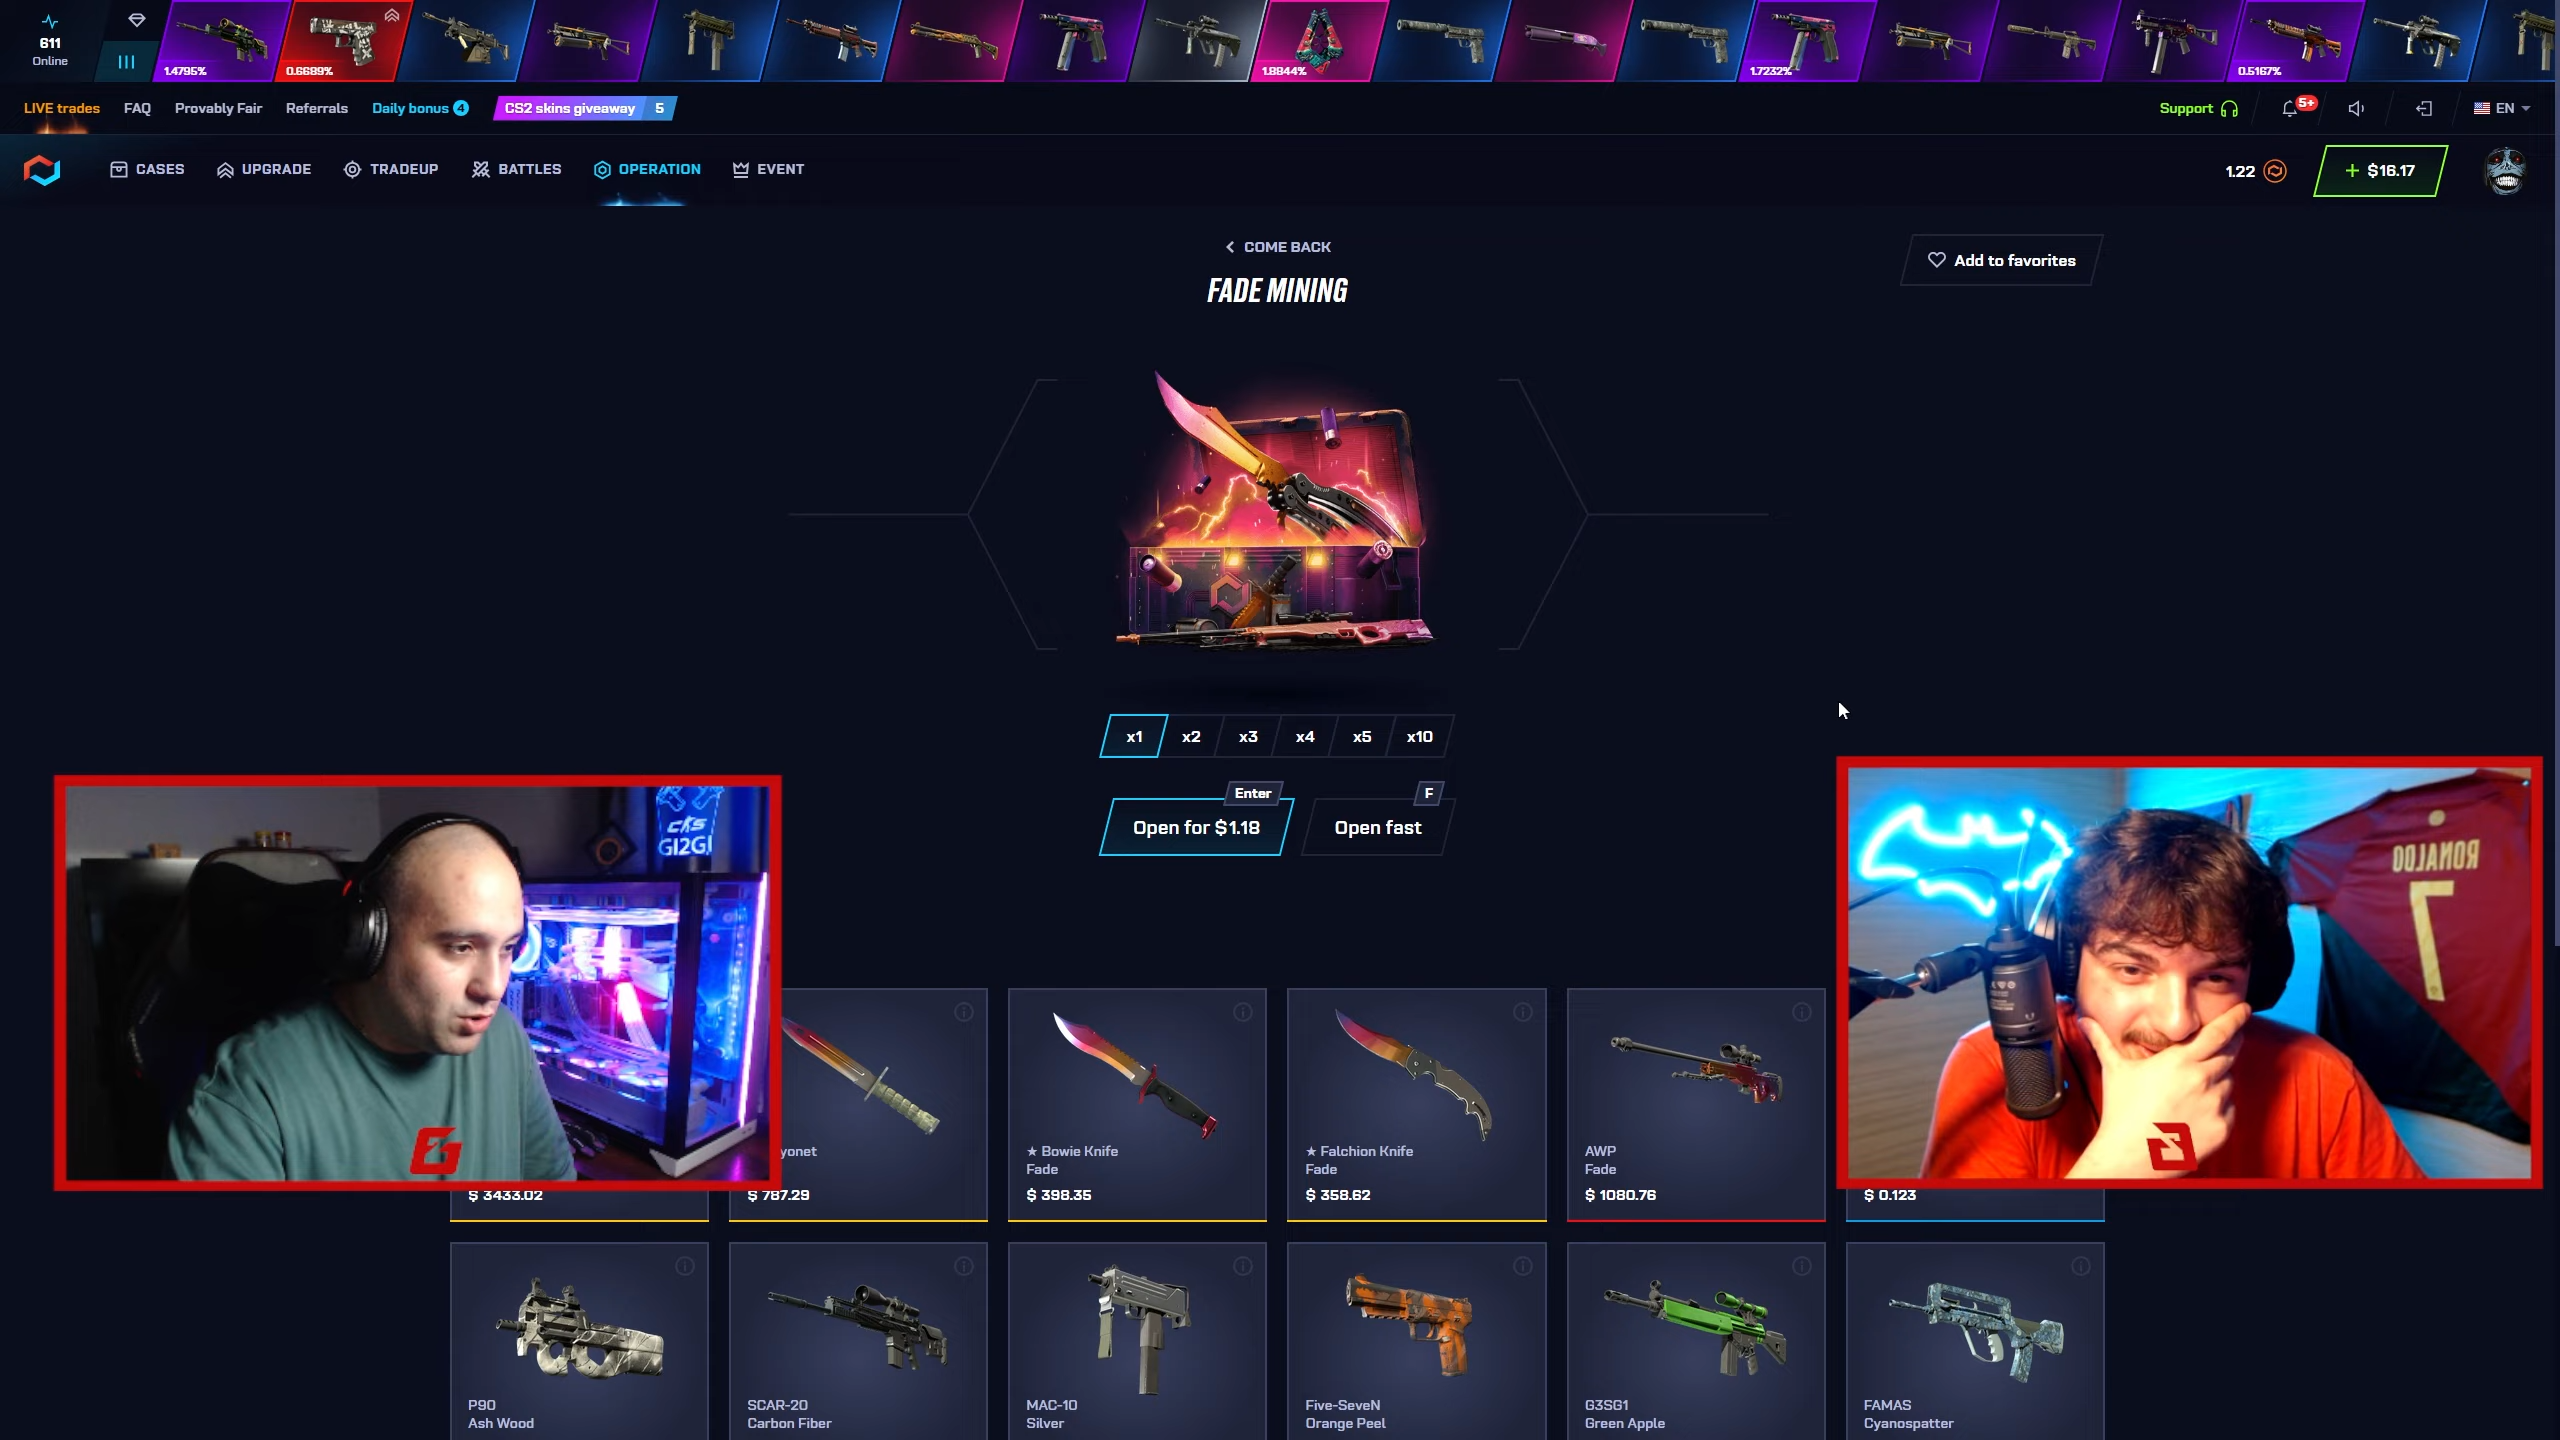 611
Online
1.4795%
0.6689%
1.8844%
1.7232%
0.5167%
LIVE trades
FAQ
Provably Fair
Referrals
Daily bonus 4
CS2 skins giveaway 5
Support
5+
EN
CASES
UPGRADE
TRADEUP
BATTLES
OPERATION
EVENT
1.22
+ $16.17
COME BACK
FADE MINING
Add to favorites
x1
x2
x3
x4
x5
x10
Enter
Open for $1.18
F
Open fast
GI2G
RONALDO
7
yonet
★ Bowie Knife
Fade
★ Falchion Knife
Fade
AWP
Fade
$ 3433.02
$ 787.29
$ 398.35
$ 358.62
$ 1080.76
$ 0.123
P90
Ash Wood
SCAR-20
Carbon Fiber
MAC-10
Silver
Five-SeveN
Orange Peel
G3SG1
Green Apple
FAMAS
Cyanospatter